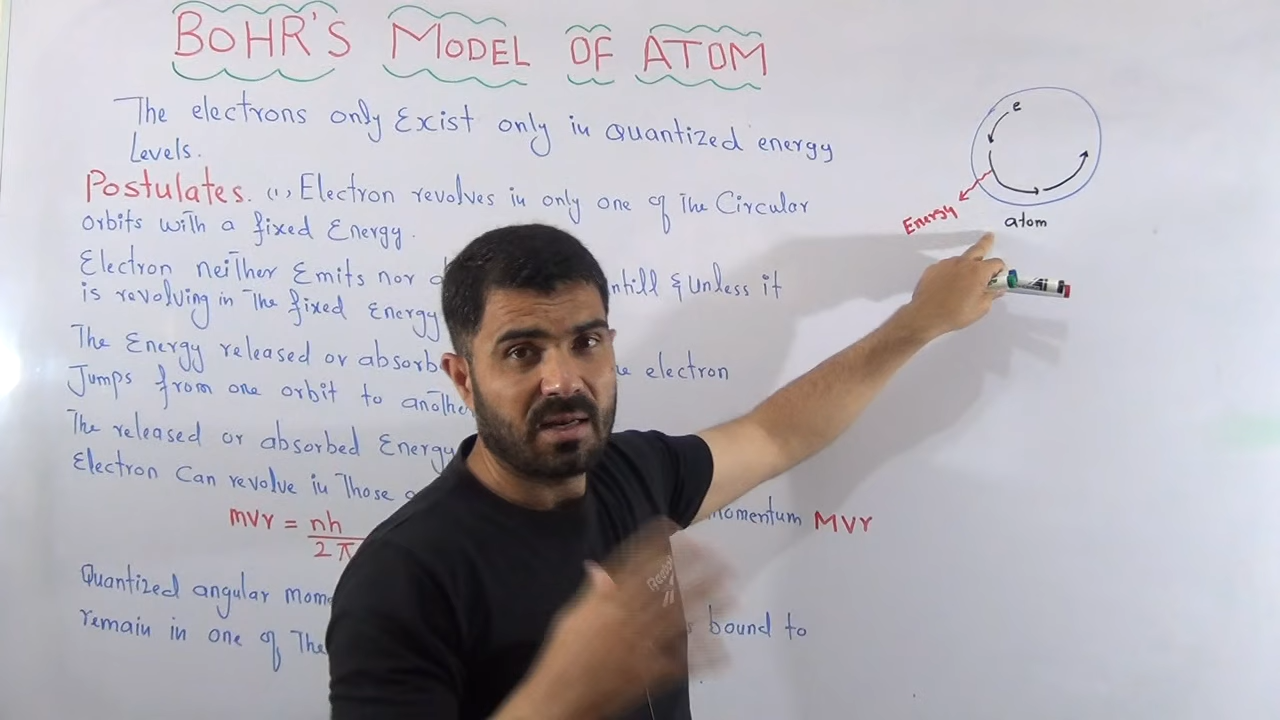 BOHR'S MODEL OF ATOM
The electrons only Exist only in quantized energy
Levels.
Postulates. (1) Electron revolves in only one of The Circular
orbits with a fixed Energy.
Electron neither Emits nor untill & Unless it
is revolving in The fixed Energy
The Energy released or absorb electron
Jumps from one orbit to another
The released or absorbed Energy
Electron Can revolve in Those
momentum mvr
mvr = nh
2π
Quantized angular mome
remain in one of The bound to
e
Energy
atom
Reebok